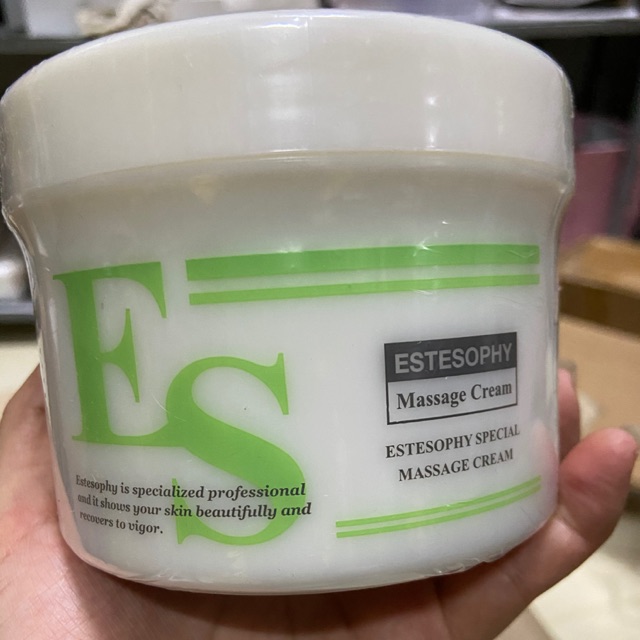 ES
ESTESOPHY
Massage Cream
ESTESOPHY SPECIAL
MASSAGE CREAM
Estesophy is specialized professional
and it shows your skin beautifully and
recovers to vigor.